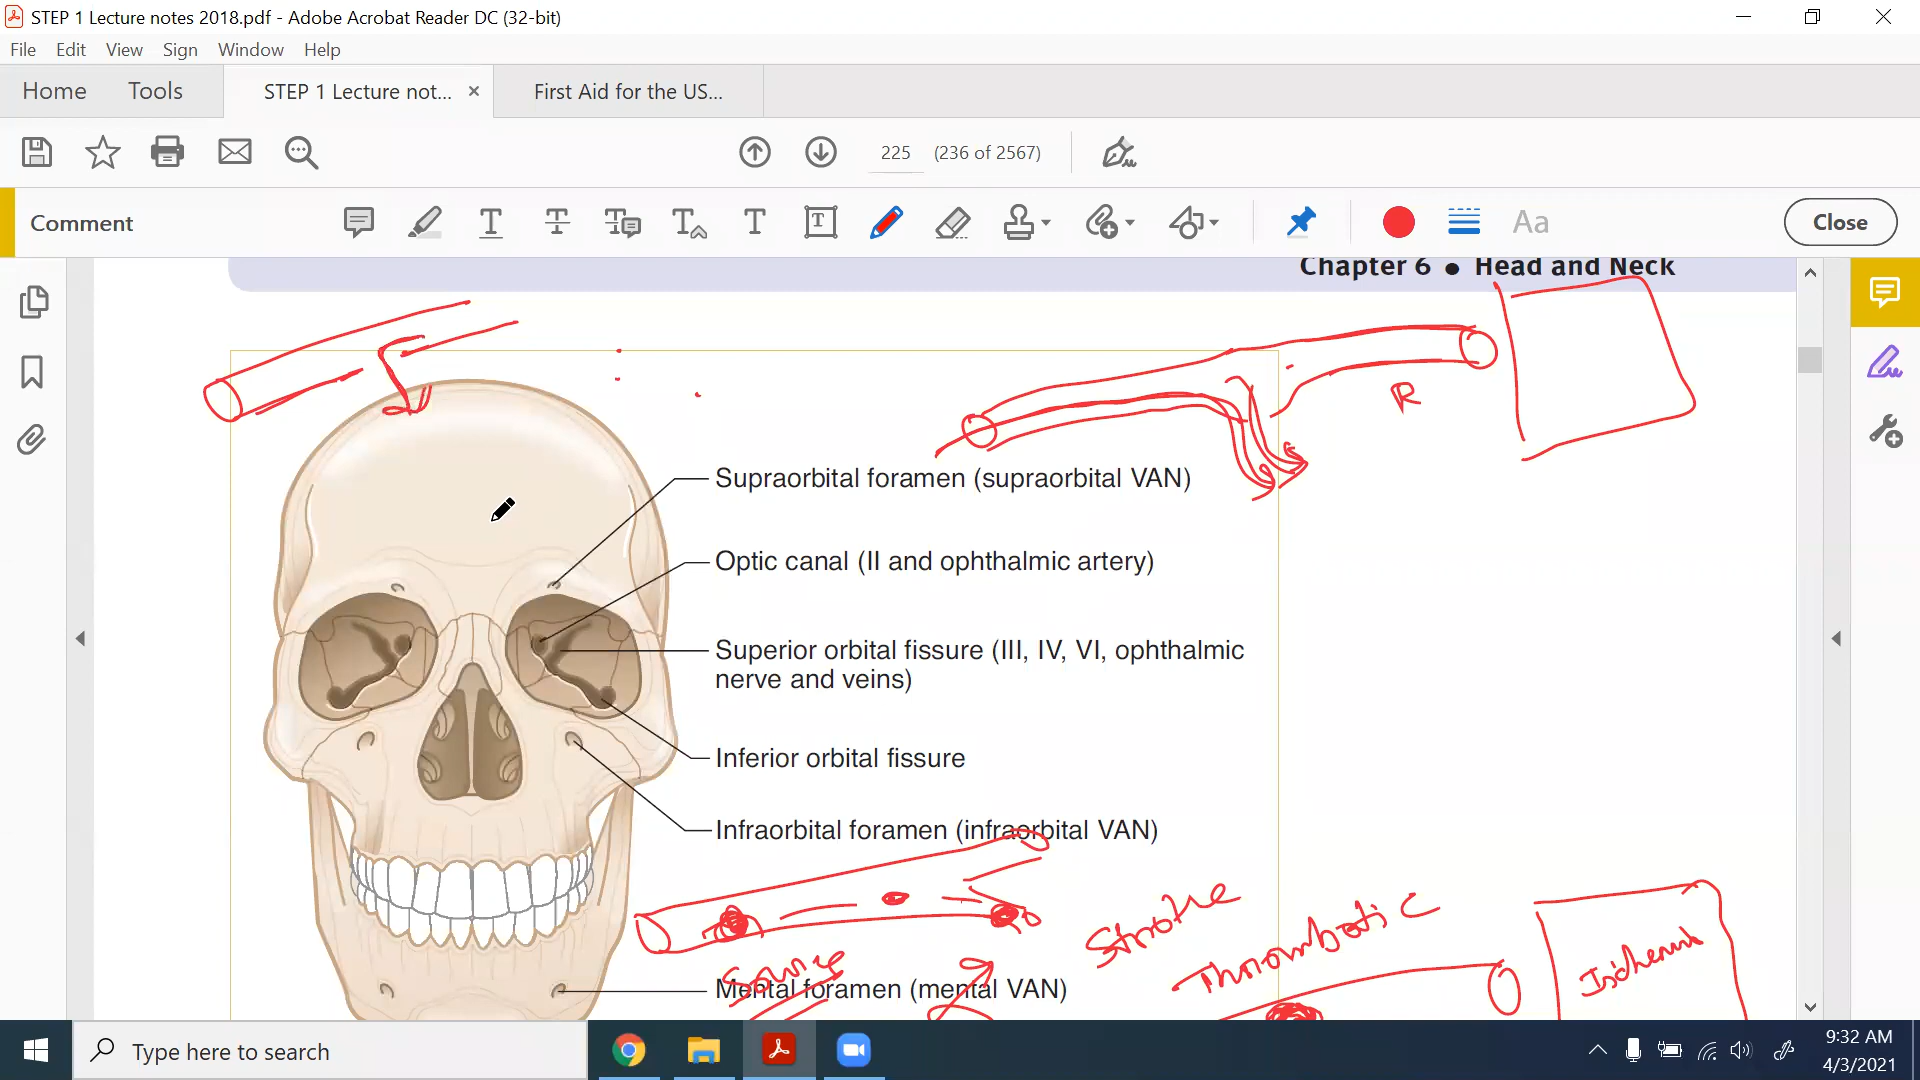 STEP 1 Lecture notes 2018.pdf - Adobe Acrobat Reader DC (32-bit)
File Edit View Sign Window Help
Home Tools STEP 1 Lecture not... × First Aid for the US...
225 (236 of 2567)
Comment Aa Close
Chapter 6 • Head and Neck
R
Supraorbital foramen (supraorbital VAN)
Optic canal (II and ophthalmic artery)
Superior orbital fissure (III, IV, VI, ophthalmic
nerve and veins)
Inferior orbital fissure
Infraorbital foramen (infraorbital VAN)
Stroke
Thrombotic
Source
Mental foramen (mental VAN)
Type here to search
9:32 AM
4/3/2021